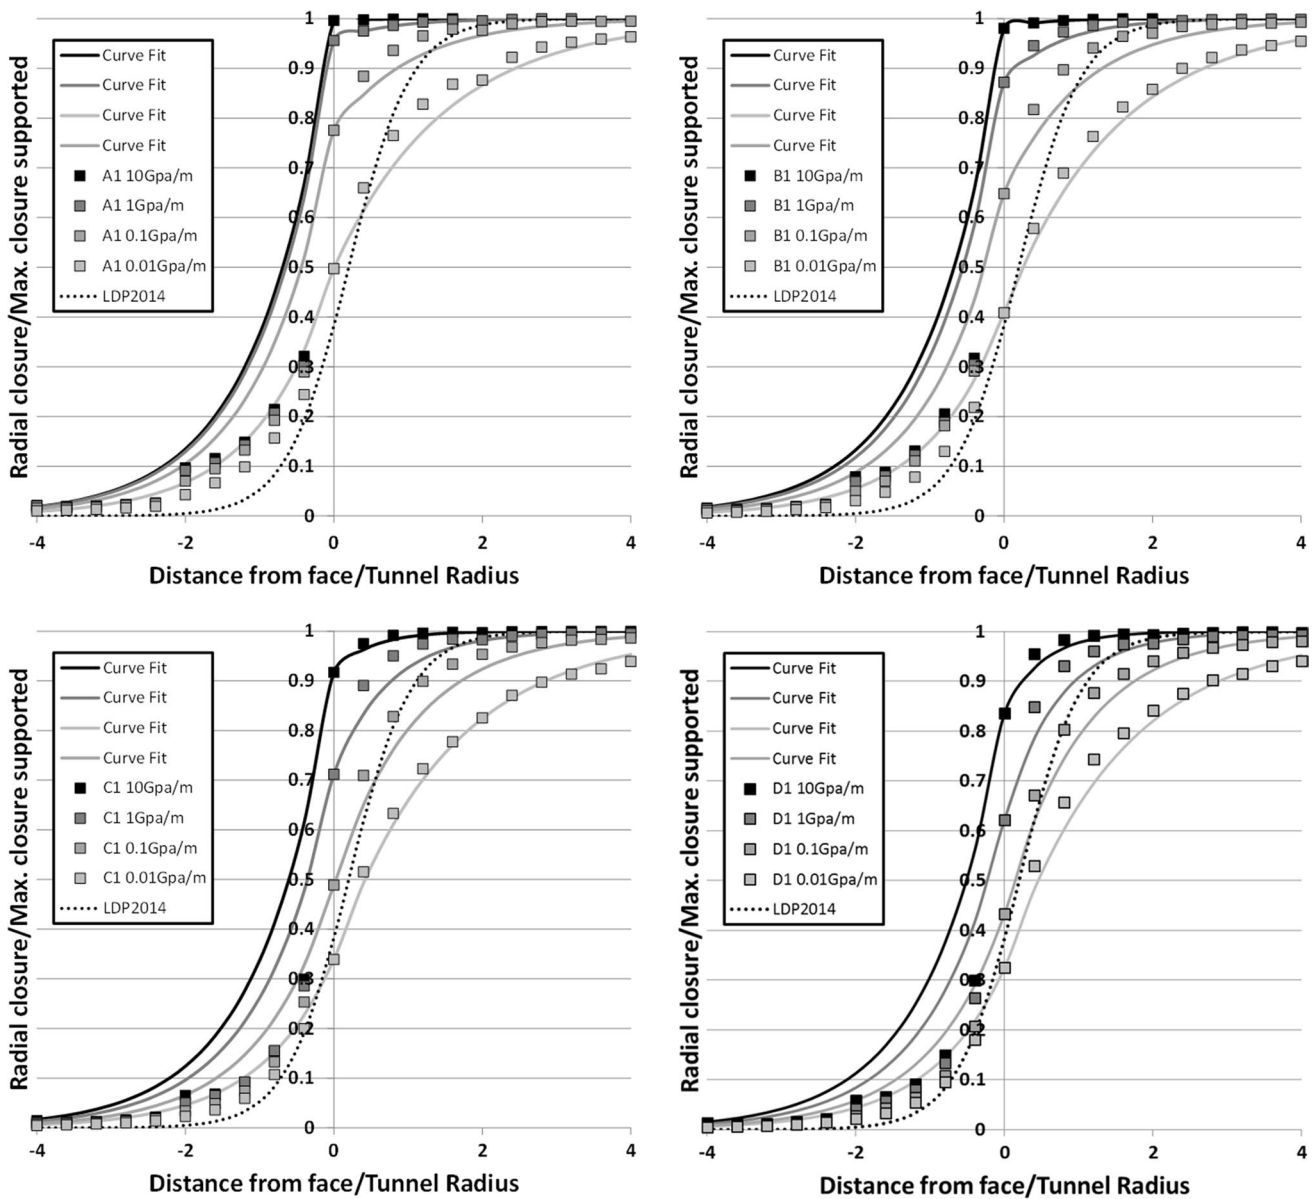 Radial closure/Max. closure supported
1
0.9
0.8
0.7
0.6
0.5
0.4
0.3
0.2
0.1
0
Curve Fit
Curve Fit
Curve Fit
Curve Fit
A1 10Gpa/m
A1 1Gpa/m
A1 0.1Gpa/m
A1 0.01Gpa/m
LDP2014
-4 -2 0 2 4
Distance from face/Tunnel Radius
Radial closure/Max. closure supported
1
0.9
0.8
0.7
0.6
0.5
0.4
0.3
0.2
0.1
0
Curve Fit
Curve Fit
Curve Fit
Curve Fit
B1 10Gpa/m
B1 1Gpa/m
B1 0.1Gpa/m
B1 0.01Gpa/m
LDP2014
-4 -2 0 2 4
Distance from face/Tunnel Radius
Radial closure/Max. closure supported
1
0.9
0.8
0.7
0.6
0.5
0.4
0.3
0.2
0.1
0
Curve Fit
Curve Fit
Curve Fit
Curve Fit
C1 10Gpa/m
C1 1Gpa/m
C1 0.1Gpa/m
C1 0.01Gpa/m
LDP2014
-4 -2 0 2 4
Distance from face/Tunnel Radius
Radial closure/Max. closure supported
1
0.9
0.8
0.7
0.6
0.5
0.4
0.3
0.2
0.1
0
Curve Fit
Curve Fit
Curve Fit
Curve Fit
D1 10Gpa/m
D1 1Gpa/m
D1 0.1Gpa/m
D1 0.01Gpa/m
LDP2014
-4 -2 0 2 4
Distance from face/Tunnel Radius